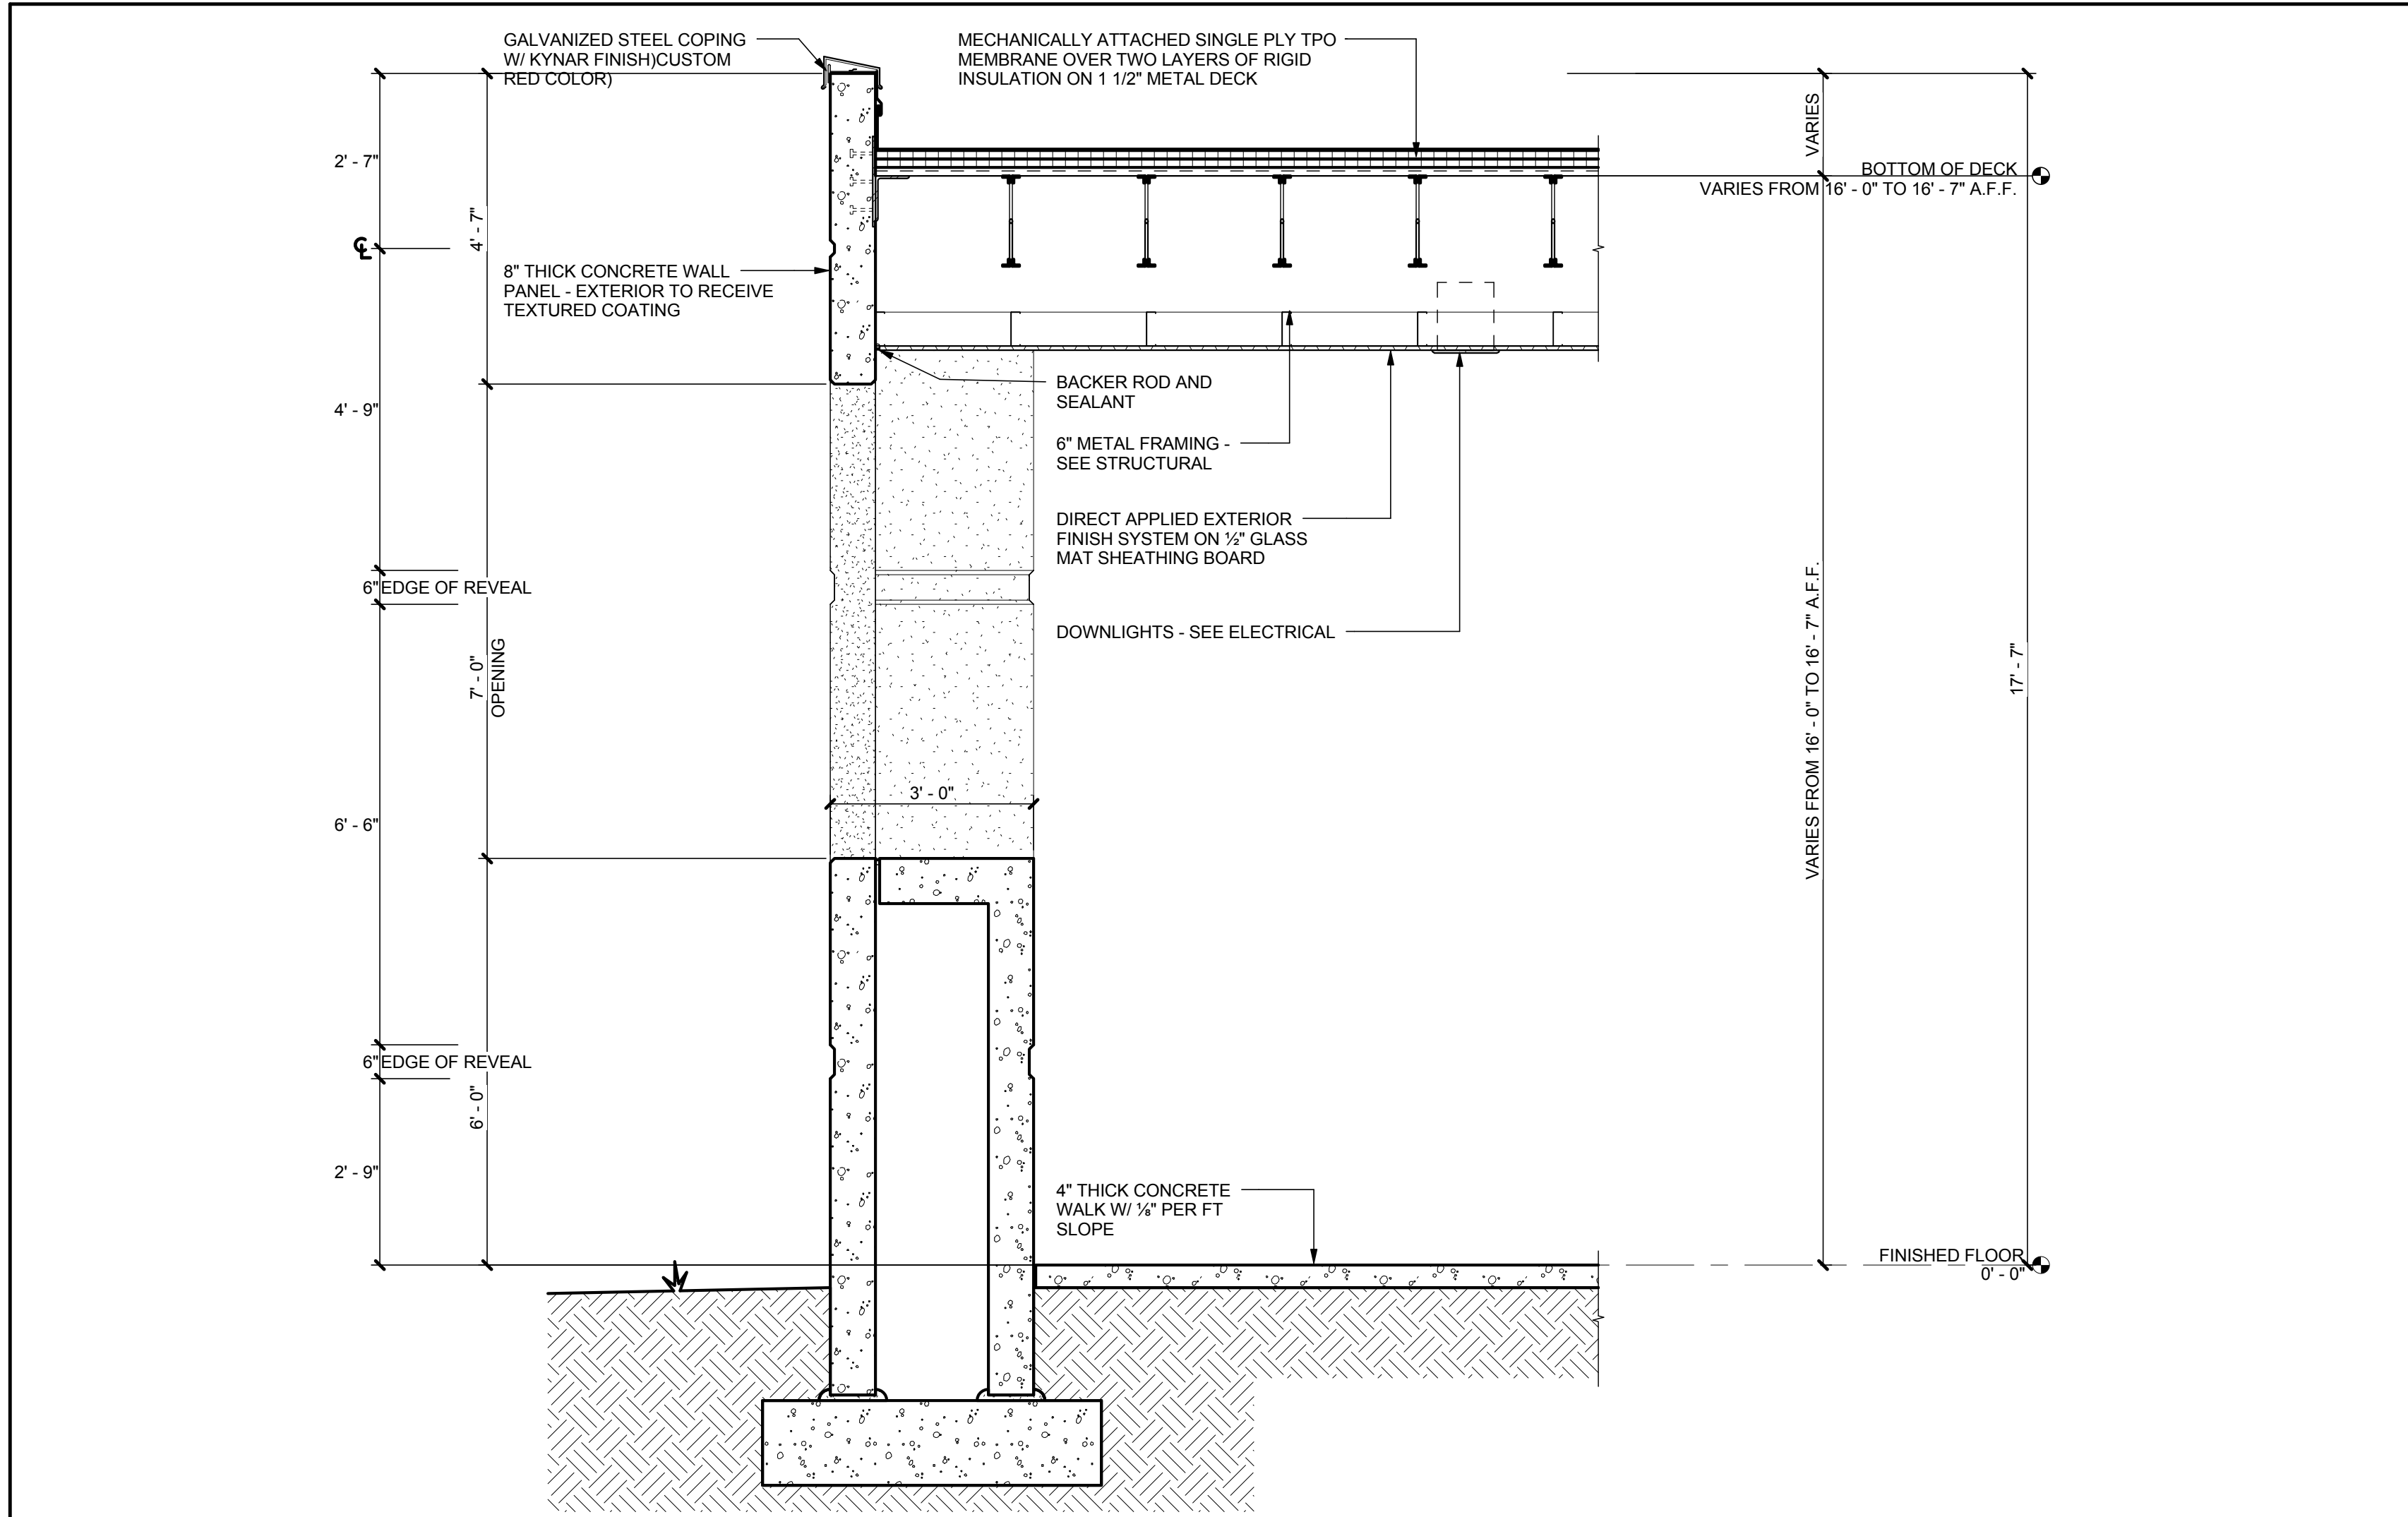 GALVANIZED STEEL COPING
W/ KYNAR FINISH)CUSTOM
RED COLOR)
MECHANICALLY ATTACHED SINGLE PLY TPO
MEMBRANE OVER TWO LAYERS OF RIGID
INSULATION ON 1 1/2" METAL DECK
2' - 7"
4' - 7"
VARIES
BOTTOM OF DECK
VARIES FROM 16' - 0" TO 16' - 7" A.F.F.
℄
8" THICK CONCRETE WALL
PANEL - EXTERIOR TO RECEIVE
TEXTURED COATING
4' - 9"
BACKER ROD AND
SEALANT
6" METAL FRAMING -
SEE STRUCTURAL
DIRECT APPLIED EXTERIOR
FINISH SYSTEM ON ½" GLASS
MAT SHEATHING BOARD
6" EDGE OF REVEAL
DOWNLIGHTS - SEE ELECTRICAL
7' - 0"
OPENING
VARIES FROM 16' - 0" TO 16' - 7" A.F.F.
17' - 7"
3' - 0"
6' - 6"
6" EDGE OF REVEAL
6' - 0"
2' - 9"
4" THICK CONCRETE
WALK W/ ⅛" PER FT
SLOPE
FINISHED FLOOR
0' - 0"